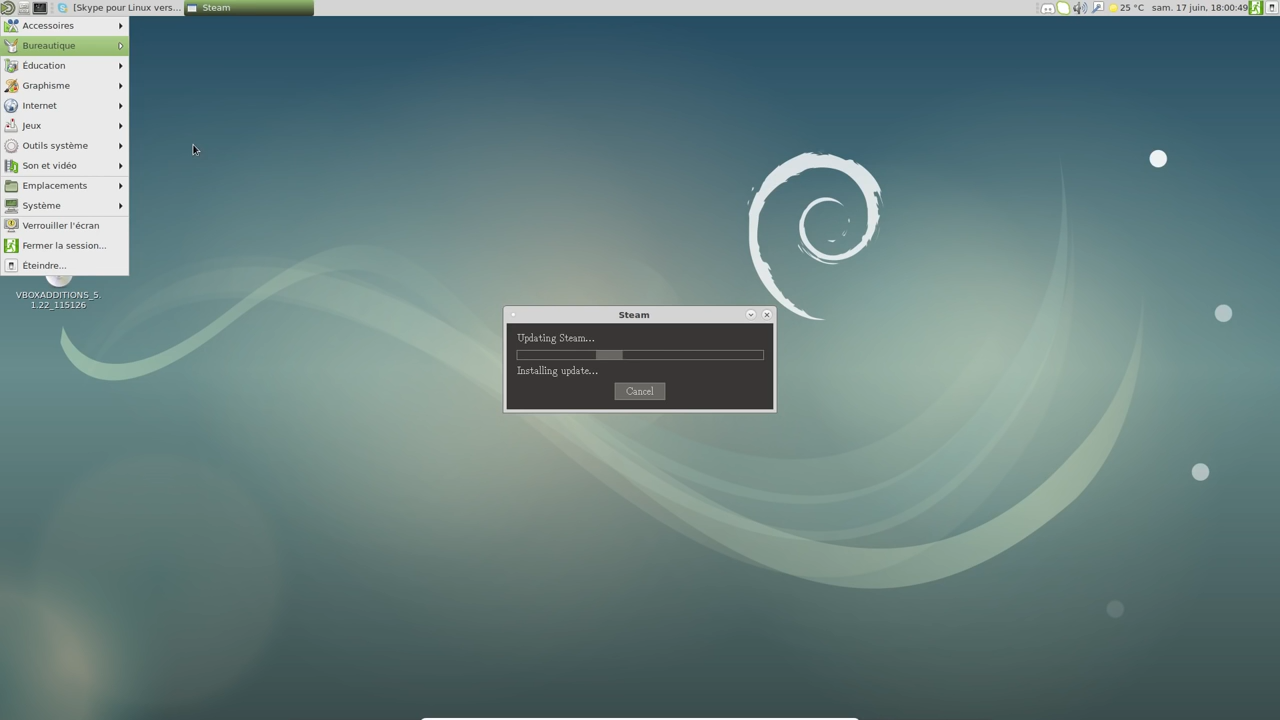 [Skype pour Linux vers...
Steam
25 °C
sam. 17 juin, 18:00:49
Accessoires
Bureautique
Éducation
Graphisme
Internet
Jeux
Outils système
Son et vidéo
Emplacements
Système
Verrouiller l'écran
Fermer la session...
Éteindre...
VBOXADDITIONS_5.
1.22_115126
Steam
Updating Steam...
Installing update...
Cancel